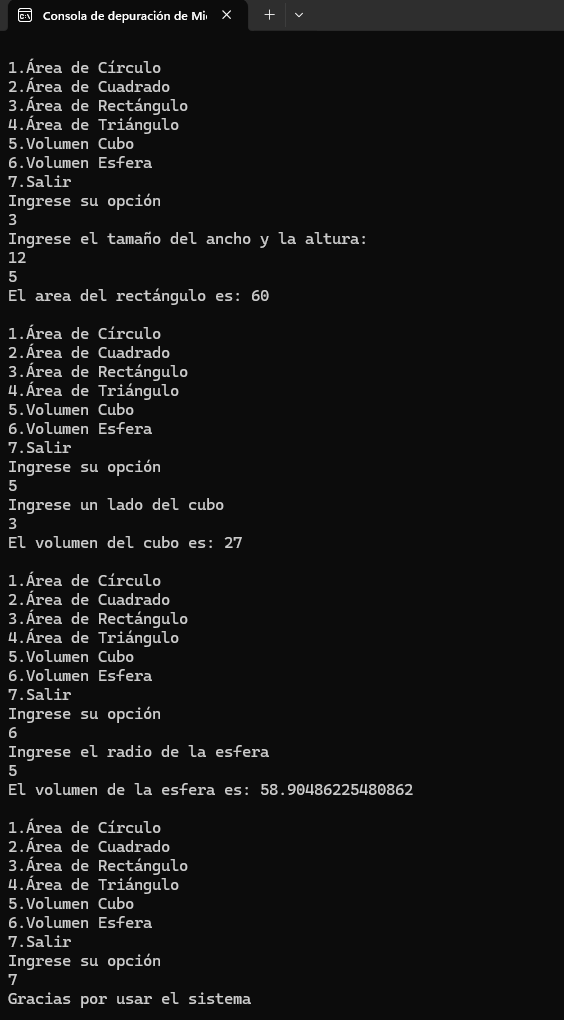 Consola de depuración de Mi
1.Área de Círculo
2.Área de Cuadrado
3.Área de Rectángulo
4.Área de Triángulo
5.Volumen Cubo
6.Volumen Esfera
7.Salir
Ingrese su opción
3
Ingrese el tamaño del ancho y la altura:
12
5
El area del rectángulo es: 60
1.Área de Círculo
2.Área de Cuadrado
3.Área de Rectángulo
4.Área de Triángulo
5.Volumen Cubo
6.Volumen Esfera
7.Salir
Ingrese su opción
5
Ingrese un lado del cubo
3
El volumen del cubo es: 27
1.Área de Círculo
2.Área de Cuadrado
3.Área de Rectángulo
4.Área de Triángulo
5.Volumen Cubo
6.Volumen Esfera
7.Salir
Ingrese su opción
6
Ingrese el radio de la esfera
5
El volumen de la esfera es: 58.90486225480862
1.Área de Círculo
2.Área de Cuadrado
3.Área de Rectángulo
4.Área de Triángulo
5.Volumen Cubo
6.Volumen Esfera
7.Salir
Ingrese su opción
7
Gracias por usar el sistema